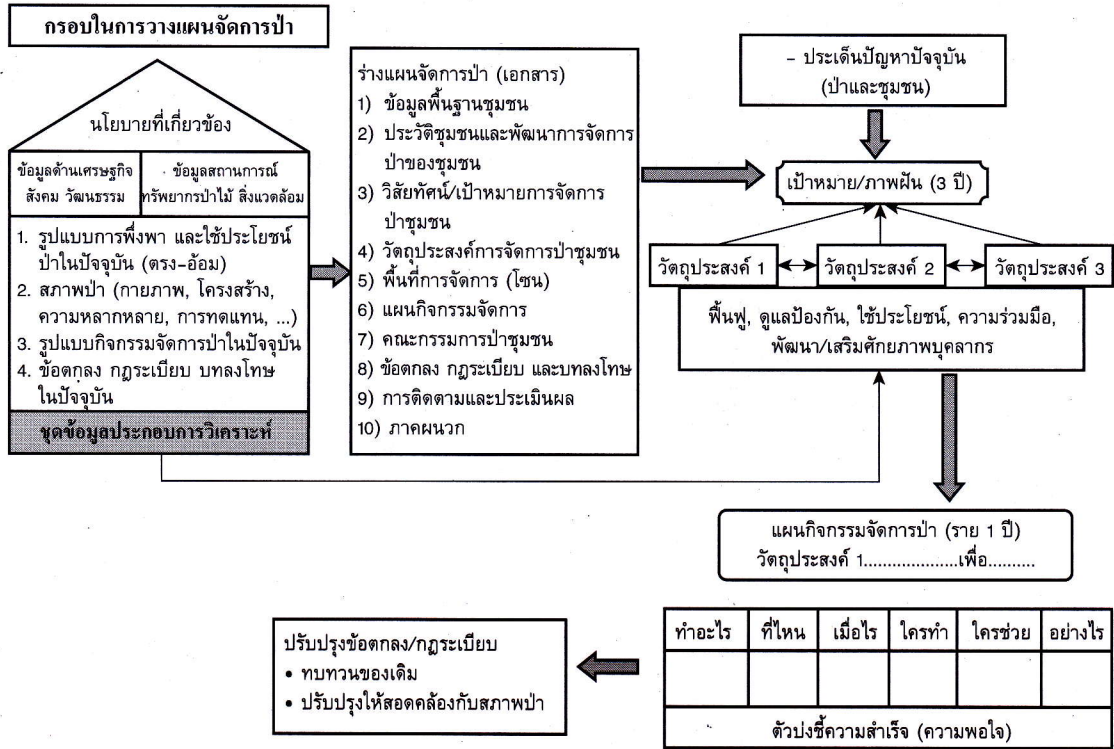 กรอบในการวางแผนจัดการป่า
นโยบายที่เกี่ยวข้อง
ข้อมูลด้านเศรษฐกิจ
สังคม วัฒนธรรม
ข้อมูลสถานการณ์
ทรัพยากรป่าไม้ สิ่งแวดล้อม
1. รูปแบบการพึ่งพา และใช้ประโยชน์
ป่าในปัจจุบัน (ตรง-อ้อม)
2. สภาพป่า (กายภาพ, โครงสร้าง,
ความหลากหลาย, การทดแทน, ...)
3. รูปแบบกิจกรรมจัดการป่าในปัจจุบัน
4. ข้อตกลง กฎระเบียบ บทลงโทษ
ในปัจจุบัน
ชุดข้อมูลประกอบการวิเคราะห์
ร่างแผนจัดการป่า (เอกสาร)
1) ข้อมูลพื้นฐานชุมชน
2) ประวัติชุมชนและพัฒนาการจัดการ
ป่าของชุมชน
3) วิสัยทัศน์/เป้าหมายการจัดการ
ป่าชุมชน
4) วัตถุประสงค์การจัดการป่าชุมชน
5) พื้นที่การจัดการ (โซน)
6) แผนกิจกรรมจัดการ
7) คณะกรรมการป่าชุมชน
8) ข้อตกลง กฎระเบียบ และบทลงโทษ
9) การติดตามและประเมินผล
10) ภาคผนวก
- ประเด็นปัญหาปัจจุบัน
(ป่าและชุมชน)
เป้าหมาย/ภาพฝัน (3 ปี)
วัตถุประสงค์ 1
วัตถุประสงค์ 2
วัตถุประสงค์ 3
ฟื้นฟู, ดูแลป้องกัน, ใช้ประโยชน์, ความร่วมมือ,
พัฒนา/เสริมศักยภาพบุคลากร
แผนกิจกรรมจัดการป่า (ราย 1 ปี)
วัตถุประสงค์ 1....................เพื่อ..........
ทำอะไร ที่ไหน เมื่อไร ใครทำ ใครช่วย อย่างไร
ตัวบ่งชี้ความสำเร็จ (ความพอใจ)
ปรับปรุงข้อตกลง/กฎระเบียบ
• ทบทวนของเดิม
• ปรับปรุงให้สอดคล้องกับสภาพป่า